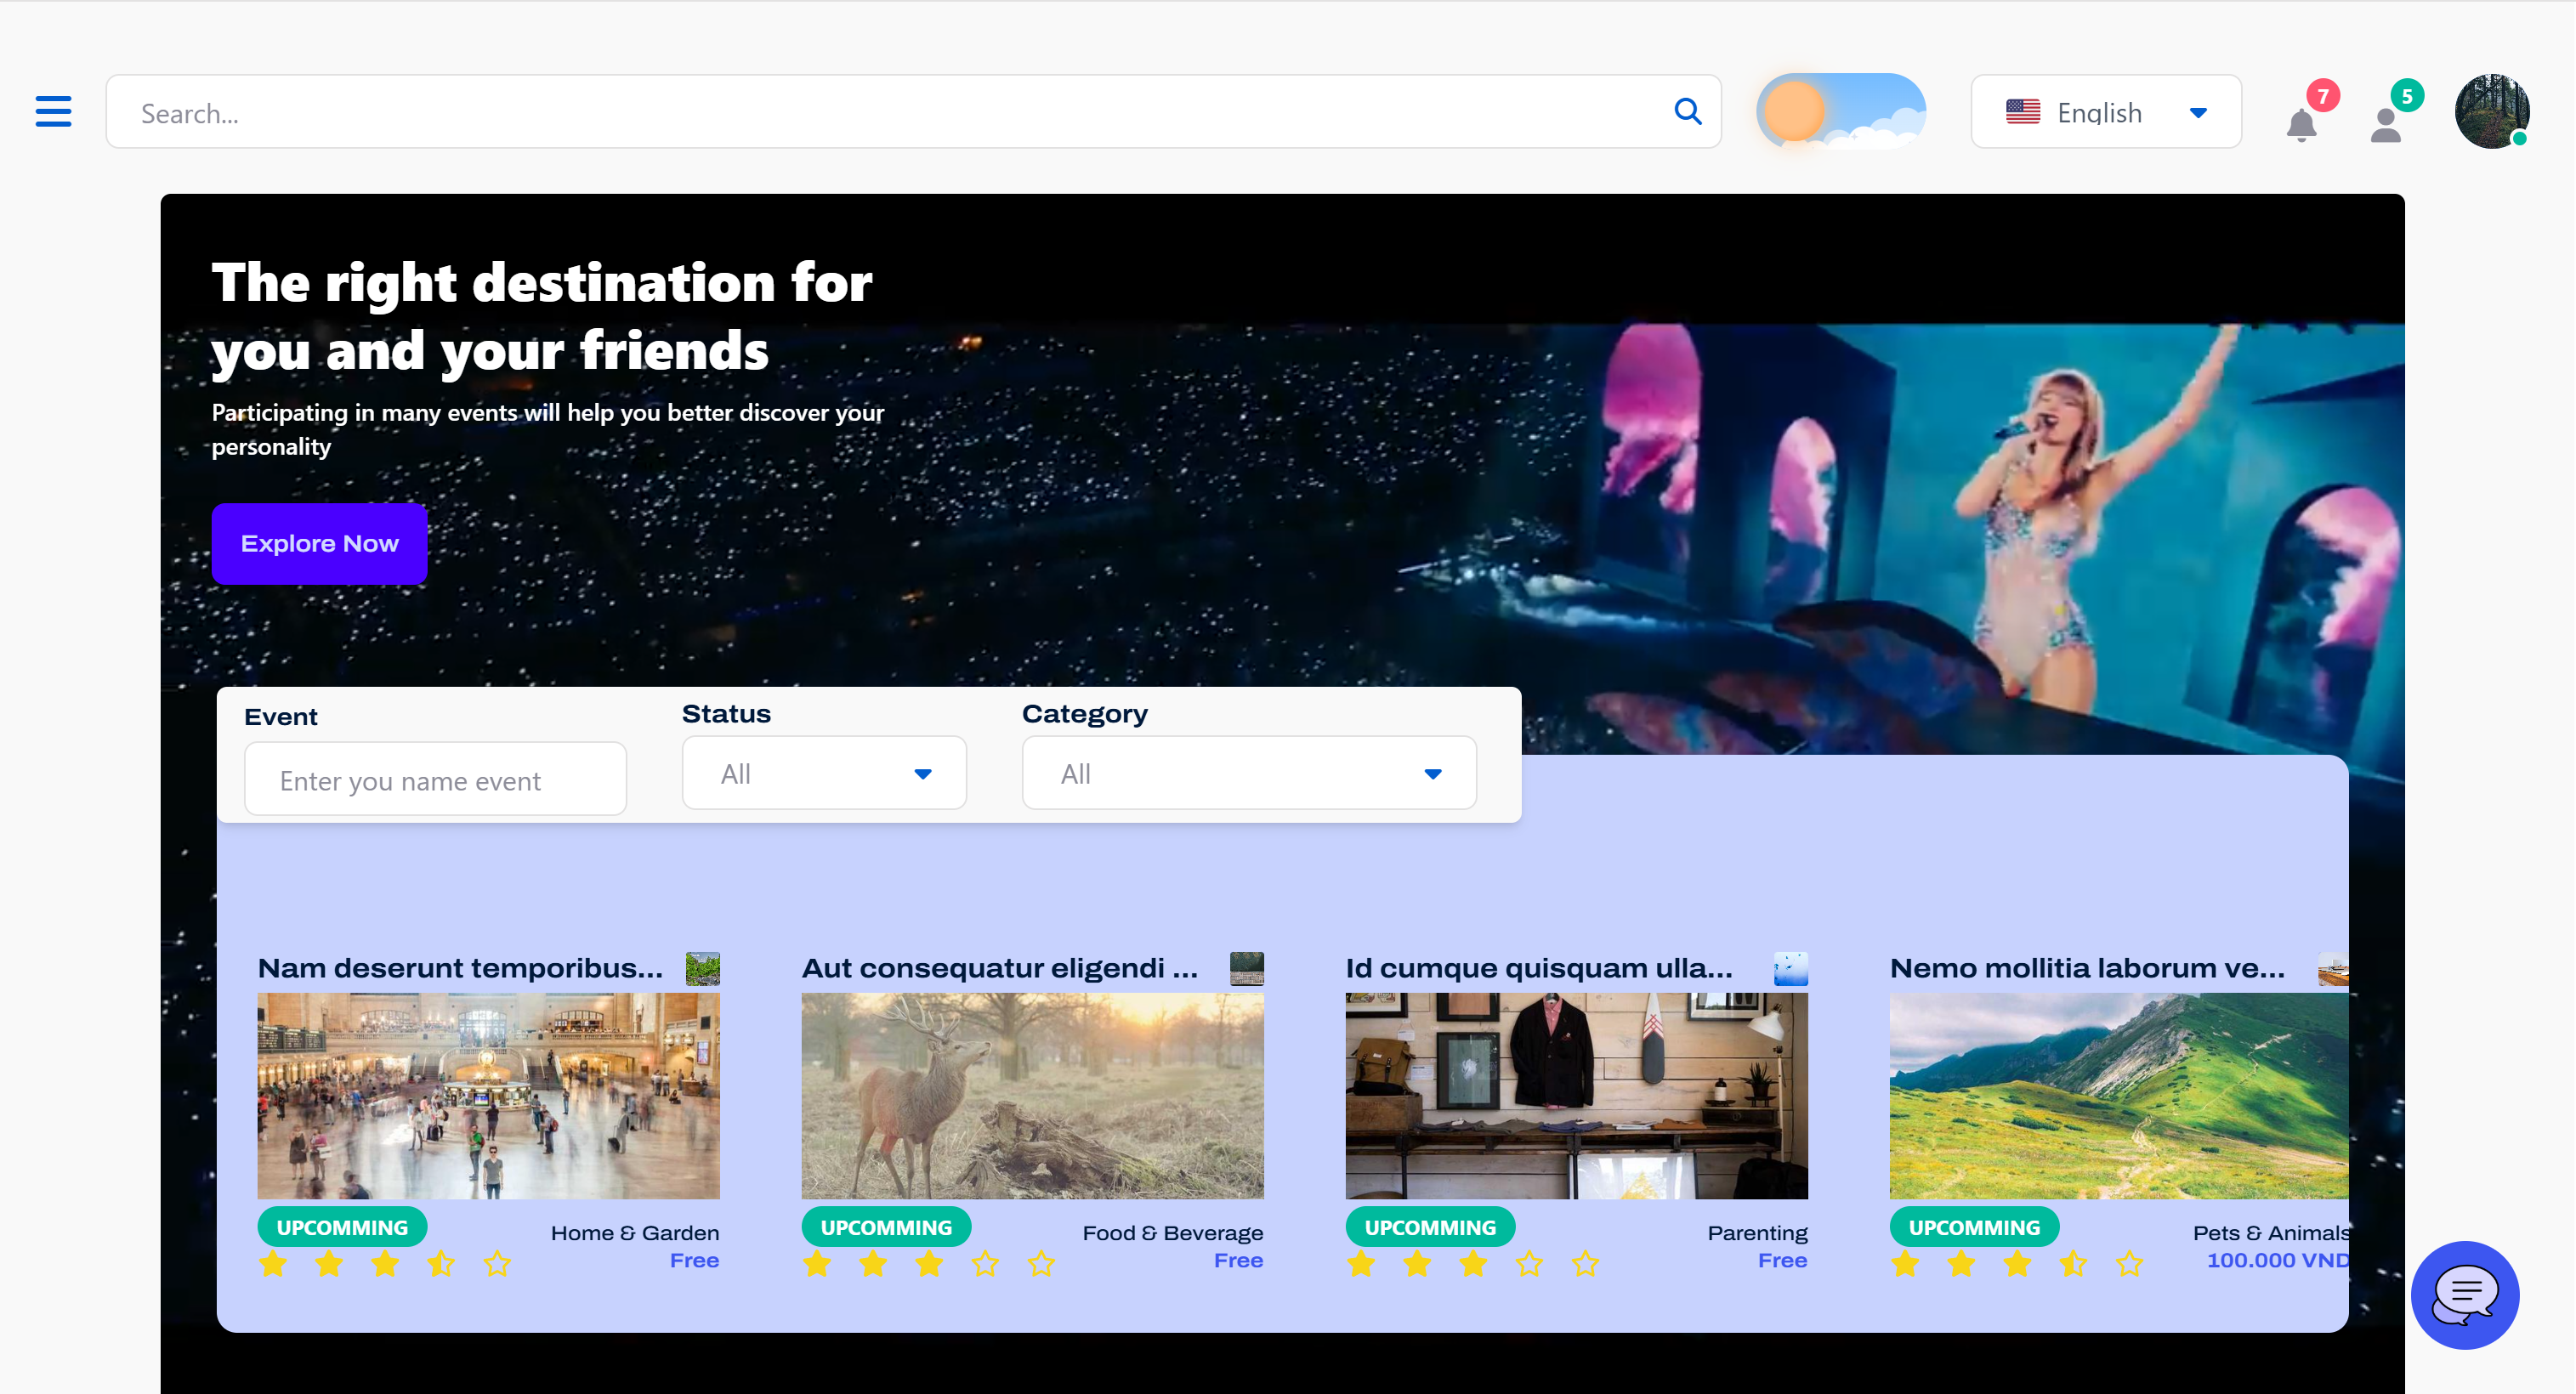 Search...
English
7
5
The right destination for
you and your friends
Participating in many events will help you better discover your
personality
Explore Now
Event
Status
Category
Enter you name event
All
All
Nam deserunt temporibus...
Aut consequatur eligendi ...
Id cumque quisquam ulla...
Nemo mollitia laborum ve...
UPCOMMING
Home & Garden
Free
UPCOMMING
Food & Beverage
Free
UPCOMMING
Parenting
Free
UPCOMMING
Pets & Animals
100.000 VND